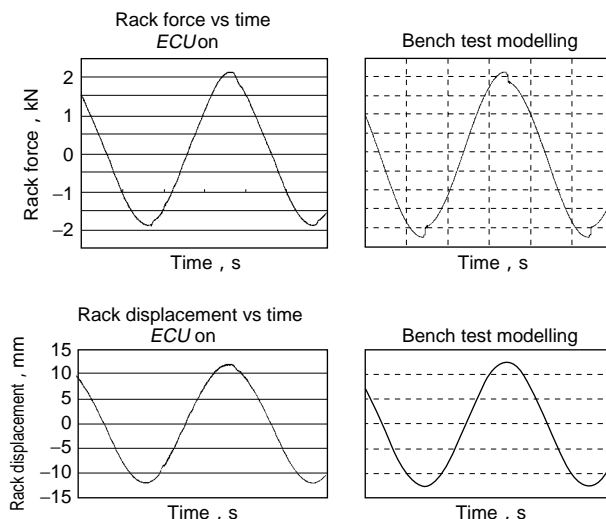 Rack force vs time
ECU on
Bench test modelling
Rack force , kN
2
1
0
−1
−2
Time , s
Time , s
Rack displacement vs time
ECU on
Bench test modelling
Rack displacement , mm
15
10
5
0
−5
−10
−15
Time , s
Time , s